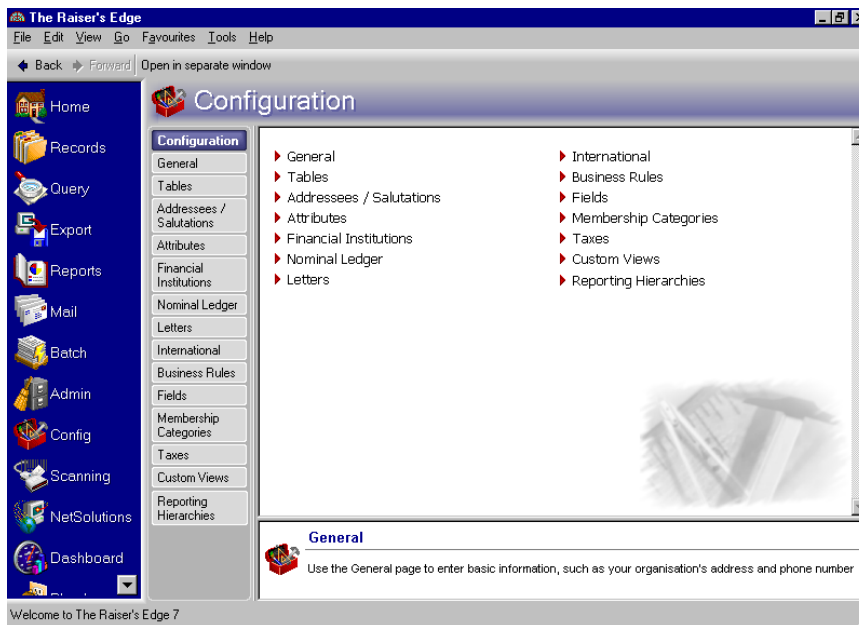 The Raiser's Edge
File Edit View Go Favourites Tools Help
Back Forward Open in separate window
Configuration
Home
Records
Query
Export
Reports
Mail
Batch
Admin
Config
Scanning
NetSolutions
Dashboard
Configuration
General
Tables
Addressees /
Salutations
Attributes
Financial
Institutions
Nominal Ledger
Letters
International
Business Rules
Fields
Membership
Categories
Taxes
Custom Views
Reporting
Hierarchies
General
Tables
Addressees / Salutations
Attributes
Financial Institutions
Nominal Ledger
Letters
International
Business Rules
Fields
Membership Categories
Taxes
Custom Views
Reporting Hierarchies
General
Use the General page to enter basic information, such as your organisation's address and phone number
Welcome to The Raiser's Edge 7